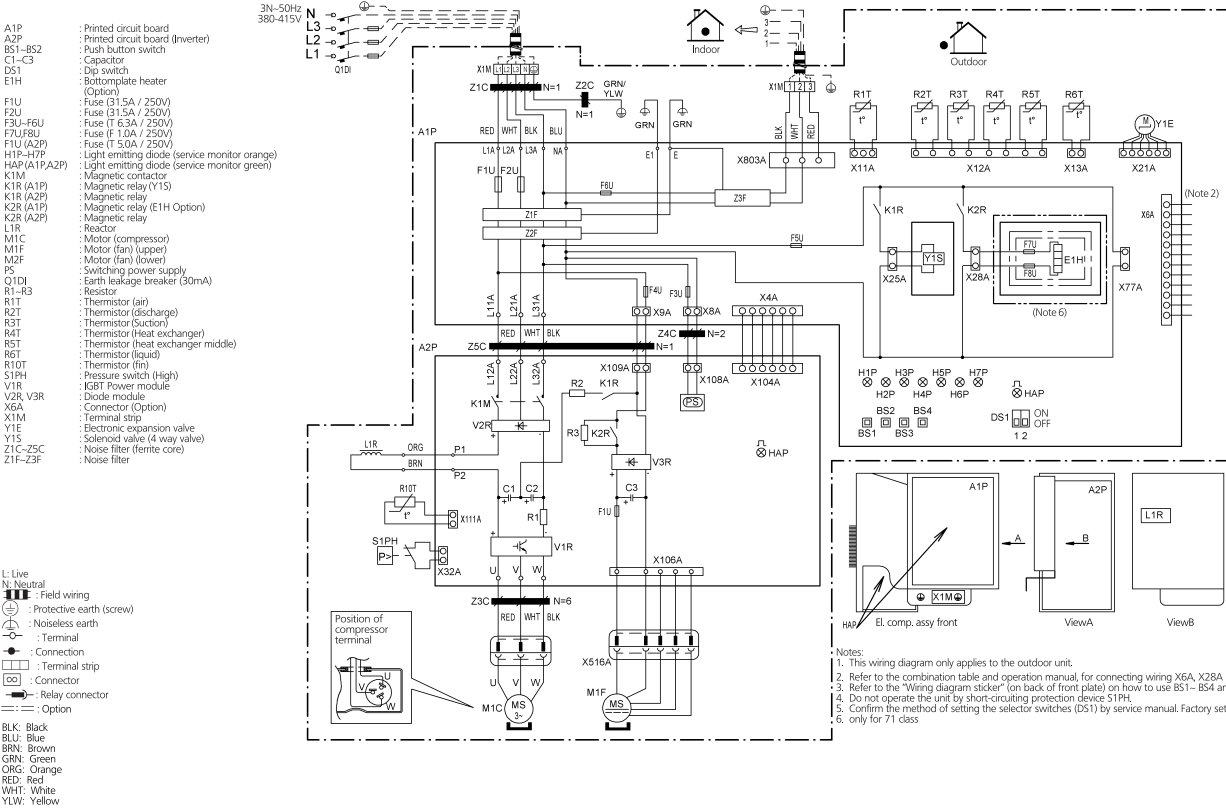 A1P : Printed circuit board
A2P : Printed circuit board (Inverter)
BS1~BS2 : Push button switch
C1~C3 : Capacitor
DS1 : Dip switch
E1H : Bottomplate heater
(Option)
F1U : Fuse (31.5A / 250V)
F2U : Fuse (31.5A / 250V)
F3U~F6U : Fuse (T 6.3A / 250V)
F7U,F8U : Fuse (F 1.0A / 250V)
F1U (A2P) : Fuse (T 5.0A / 250V)
H1P~H7P : Light emitting diode (service monitor orange)
HAP (A1P,A2P) : Light emitting diode (service monitor green)
K1M : Magnetic contactor
K1R (A1P) : Magnetic relay (Y1S)
K1R (A2P) : Magnetic relay
K2R (A1P) : Magnetic relay (E1H Option)
K2R (A2P) : Magnetic relay
L1R : Reactor
M1C : Motor (compressor)
M1F : Motor (fan) (upper)
M2F : Motor (fan) (lower)
PS : Switching power supply
Q1DI : Earth leakage breaker (30mA)
R1~R3 : Resistor
R1T : Thermistor (air)
R2T : Thermistor (discharge)
R3T : Thermistor (Suction)
R4T : Thermistor (Heat exchanger)
R5T : Thermistor (heat exchanger middle)
R6T : Thermistor (liquid)
R10T : Thermistor (fin)
S1PH : Pressure switch (High)
V1R : IGBT Power module
V2R, V3R : Diode module
X6A : Connector (Option)
X1M : Terminal strip
Y1E : Electronic expansion valve
Y1S : Solenoid valve (4 way valve)
Z1C~Z5C : Noise filter (ferrite core)
Z1F~Z3F : Noise filter
L: Live
N: Neutral
: Field wiring
: Protective earth (screw)
: Noiseless earth
: Terminal
: Connection
: Terminal strip
: Connector
: Relay connector
: Option
BLK: Black
BLU: Blue
BRN: Brown
GRN: Green
ORG: Orange
RED: Red
WHT: White
YLW: Yellow
3N~50Hz
380-415V
N
L3
L2
L1
Q1DI
X1M L1 L2 L3 N
Z1C N=1
Z2C
N=1
GRN/
YLW
GRN GRN
Indoor
3
2
1
X1M 1 2 3
Outdoor
BLK WHT RED
X803A
A1P
RED WHT BLK BLU
L1A L2A L3A NA E1 E
F1U F2U
F6U
Z3F
Z1F
Z2F
F5U
F4U F3U
L11A L21A L31A
X9A X8A
X4A
R1T R2T R3T R4T R5T R6T
t° t° t° t° t° t°
M Y1E
X11A X12A X13A X21A
(Note 2)
X6A
K1R K2R
Y1S
X25A X28A
F7U
F8U
E1H
X77A
(Note 6)
H1P H3P H5P H7P
H2P H4P H6P
HAP
BS2 BS4
BS1 BS3
DS1 ON
OFF
1 2
RED WHT BLK
Z4C N=2
A2P Z5C N=1
L12A L22A L32A
X109A X108A X104A
PS
K1M
R2 K1R
R3 K2R
V2R
V3R
HAP
L1R
ORG P1
BRN P2
C1 C2 C3
R10T
t°
X111A
R1
F1U
V1R
S1PH
P>
X32A
U V W
X106A
Z3C N=6
RED WHT BLK
X516A
U V W
M1C MS
3~
M1F MS
Position of
compressor
terminal
V U
W
A1P
X1M
HAP
El. comp. assy front
A
A2P
B
ViewA
L1R
ViewB
Notes:
1. This wiring diagram only applies to the outdoor unit.
2. Refer to the combination table and operation manual, for connecting wiring X6A, X28A
3. Refer to the "Wiring diagram sticker" (on back of front plate) on how to use BS1~ BS4 ar
4. Do not operate the unit by short-circuiting protection device S1PH.
5. Confirm the method of setting the selector switches (DS1) by service manual. Factory set
6. only for 71 class